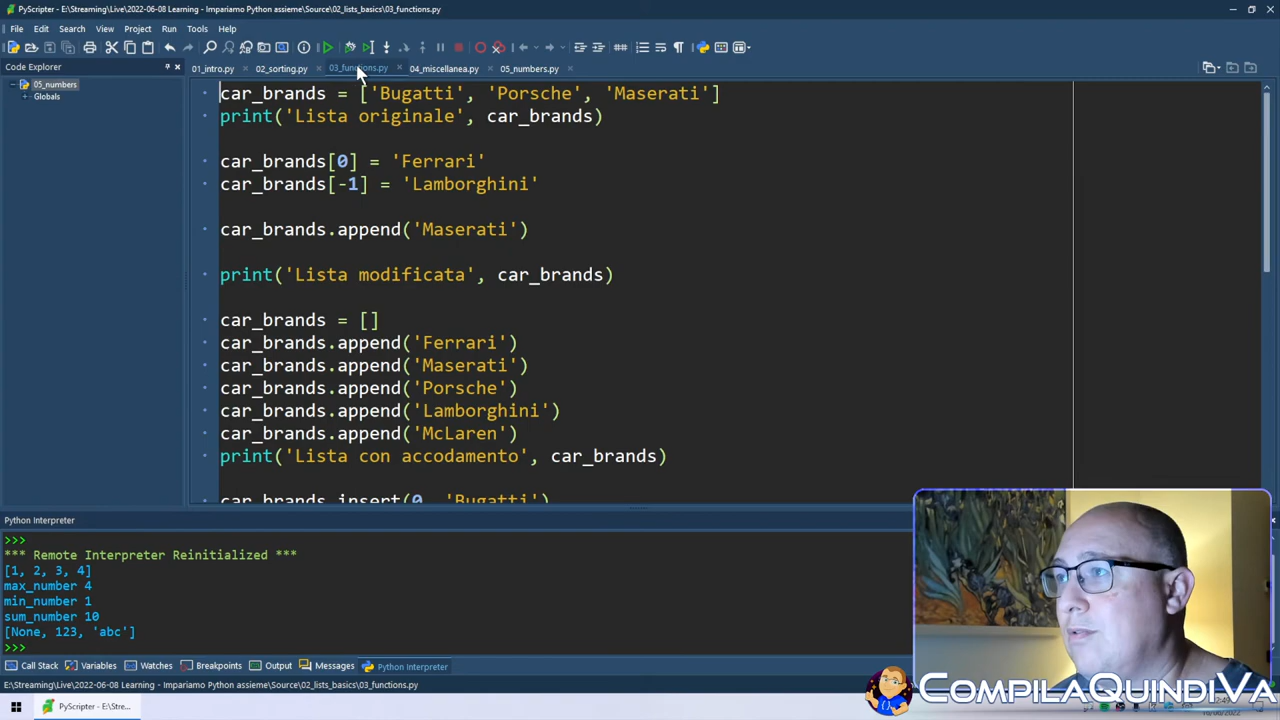 PyScripter - E:\Streaming\Live\2022-06-08 Learning - Impariamo Python assieme\Source\02_lists_basics\03_functions.py
File Edit Search View Project Run Tools Help
Code Explorer
01_intro.py 02_sorting.py 03_functions.py 04_miscellanea.py 05_numbers.py
05_numbers
Globals
car_brands = ['Bugatti', 'Porsche', 'Maserati']
print('Lista originale', car_brands)
car_brands[0] = 'Ferrari'
car_brands[-1] = 'Lamborghini'
car_brands.append('Maserati')
print('Lista modificata', car_brands)
car_brands = []
car_brands.append('Ferrari')
car_brands.append('Maserati')
car_brands.append('Porsche')
car_brands.append('Lamborghini')
car_brands.append('McLaren')
print('Lista con accodamento', car_brands)
car_brands.insert(0, 'Bugatti')
Python Interpreter
>>>
*** Remote Interpreter Reinitialized ***
[1, 2, 3, 4]
max_number 4
min_number 1
sum_number 10
[None, 123, 'abc']
>>>
Call Stack Variables Watches Breakpoints Output Messages Python Interpreter
E:\Streaming\Live\2022-06-08 Learning - Impariamo Python assieme\Source\02_lists_basics\03_functions.py
PyScripter - E:\Stre...
CompilaQuindiVa